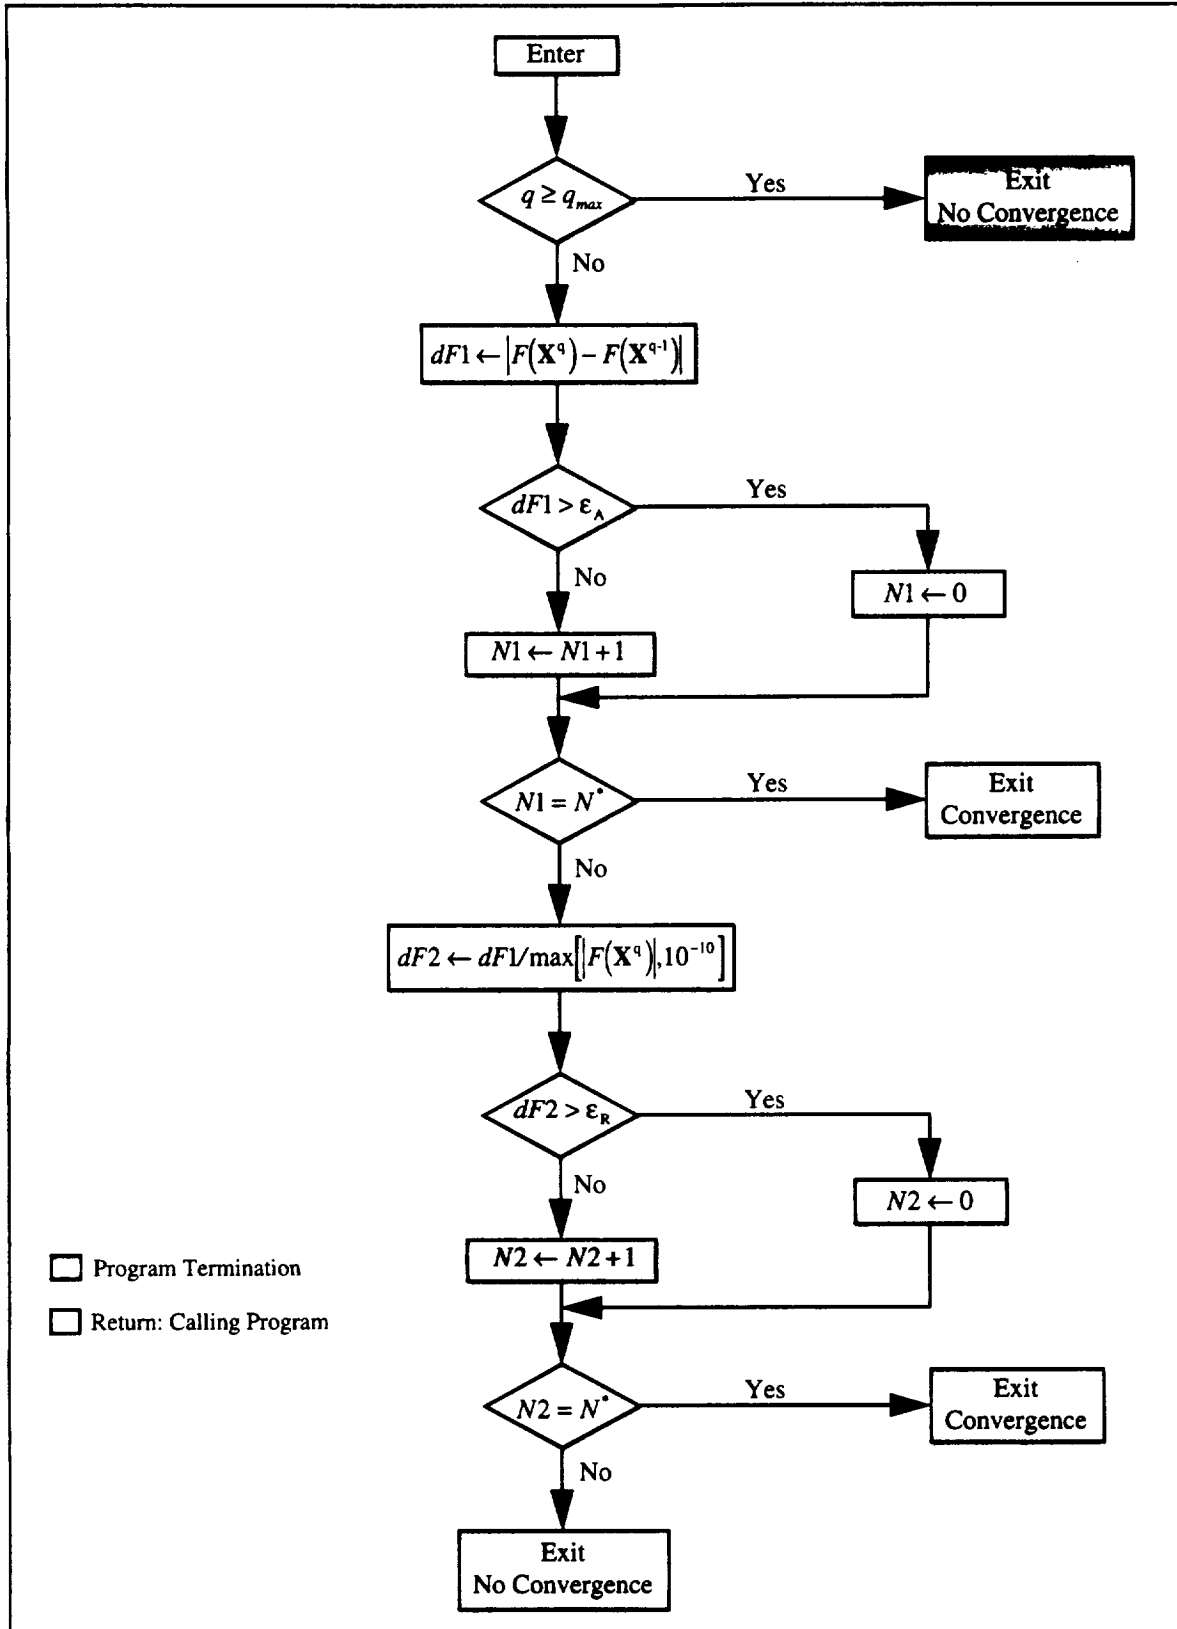 Enter
q ≥ q_max
Yes
Exit
No Convergence
No
dF1 ← |F(X^q) − F(X^q-1)|
dF1 > ε_A
Yes
No
N1 ← 0
N1 ← N1 + 1
N1 = N*
Yes
Exit
Convergence
No
dF2 ← dF1/max[|F(X^q)|,10^−10]
dF2 > ε_R
Yes
No
N2 ← 0
N2 ← N2 + 1
Program Termination
Return: Calling Program
N2 = N*
Yes
Exit
Convergence
No
Exit
No Convergence